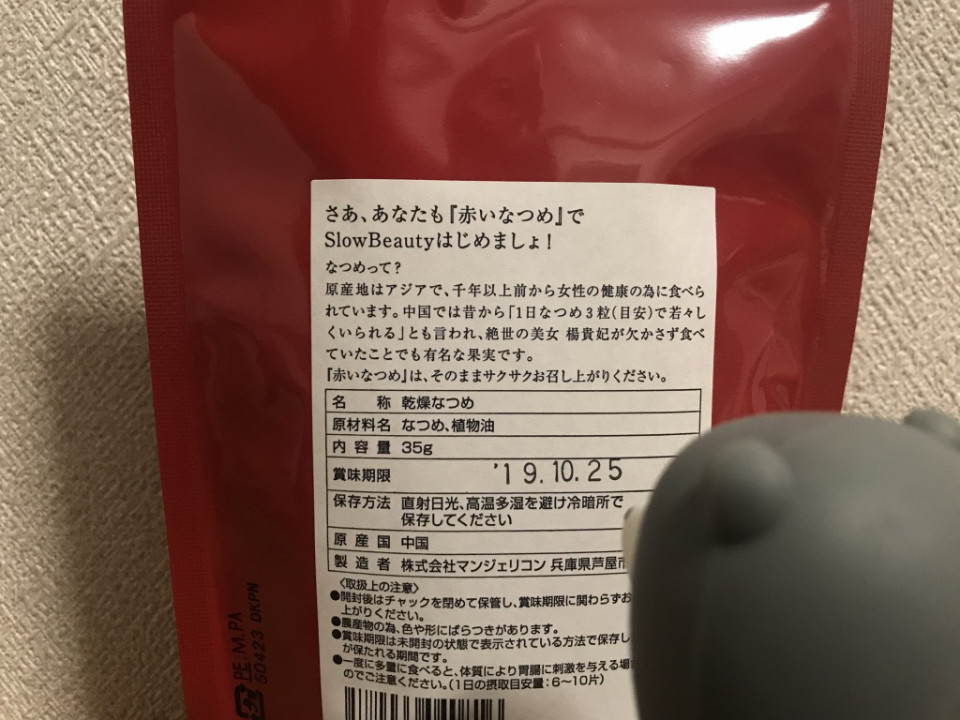 さあ、あなたも『赤いなつめ』で
SlowBeautyはじめましょ！
なつめって？
原産地はアジアで、千年以上前から女性の健康の為に食べら
れています。中国では昔から「1日なつめ3粒(目安)で若々し
くいられる」とも言われ、絶世の美女 楊貴妃が欠かさず食べ
ていたことでも有名な果実です。
『赤いなつめ』は、そのままサクサクお召し上がりください。
名 称 乾燥なつめ
原材料名 なつめ、植物油
内容量 35g
賞味期限 '19.10.25
保存方法 直射日光、高温多湿を避け冷暗所で
保存してください
原産国 中国
製造者 株式会社マンジェリコン 兵庫県芦屋市
〈取扱上の注意〉
●開封後はチャックを閉めて保管し、賞味期限に関わらずお
上がりください。
●農産物の為、色や形にばらつきがあります。
●賞味期限は未開封の状態で表示されている方法で保存し
が保たれる期間です。
●一度に多量に食べると、体質により胃腸に刺激を与える場合
のでご注意ください。(1日の摂取目安量：6～10片)
PE, M, PA
50423 DKPN